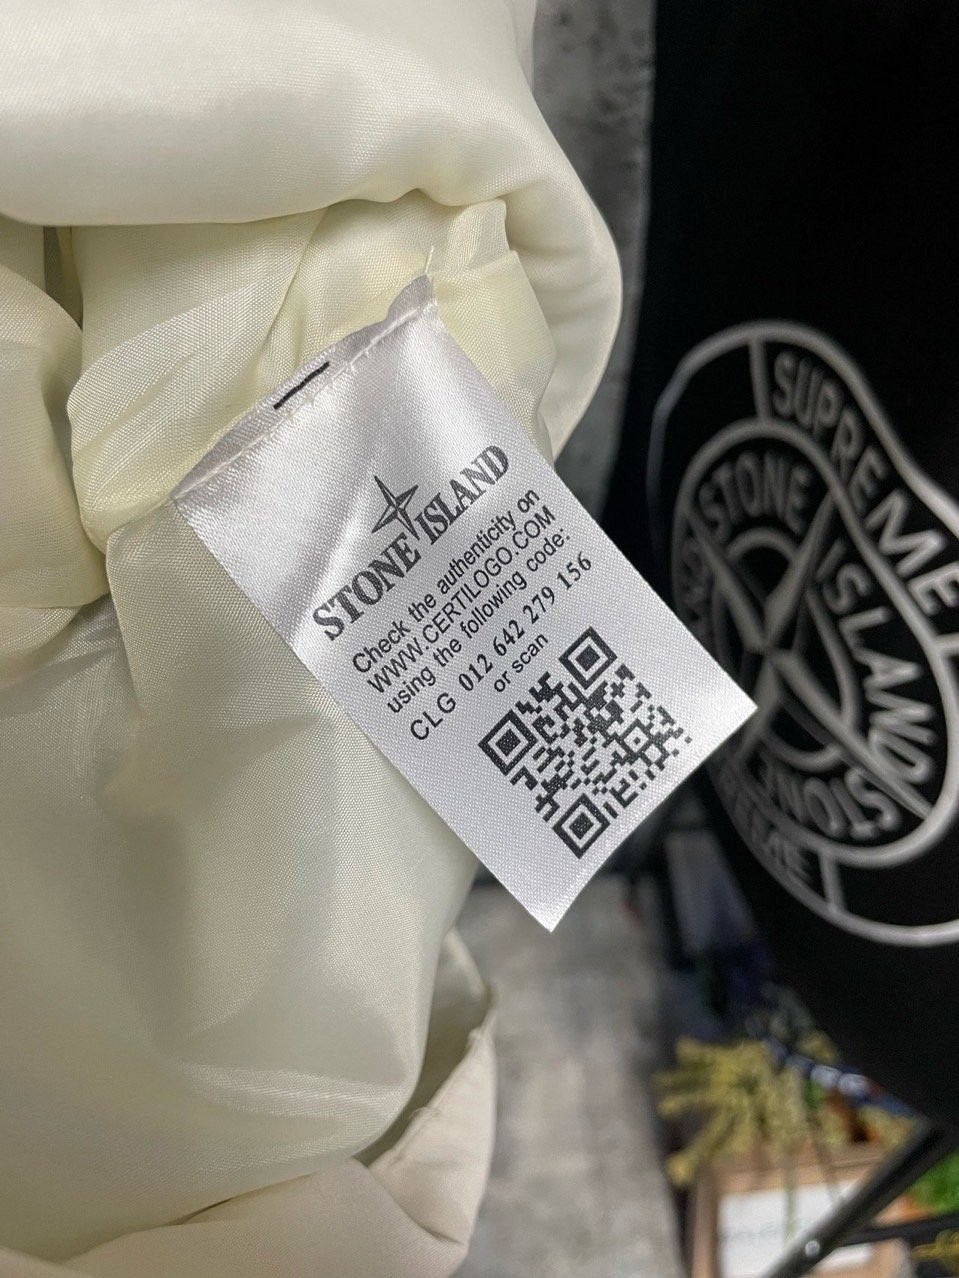 STONE ISLAND
Check the authenticity on
WWW.CERTILOGO.COM
using the following code:
CLG 012 642 279 156
or scan
SUPREME
STONE
ISLAND
STONE